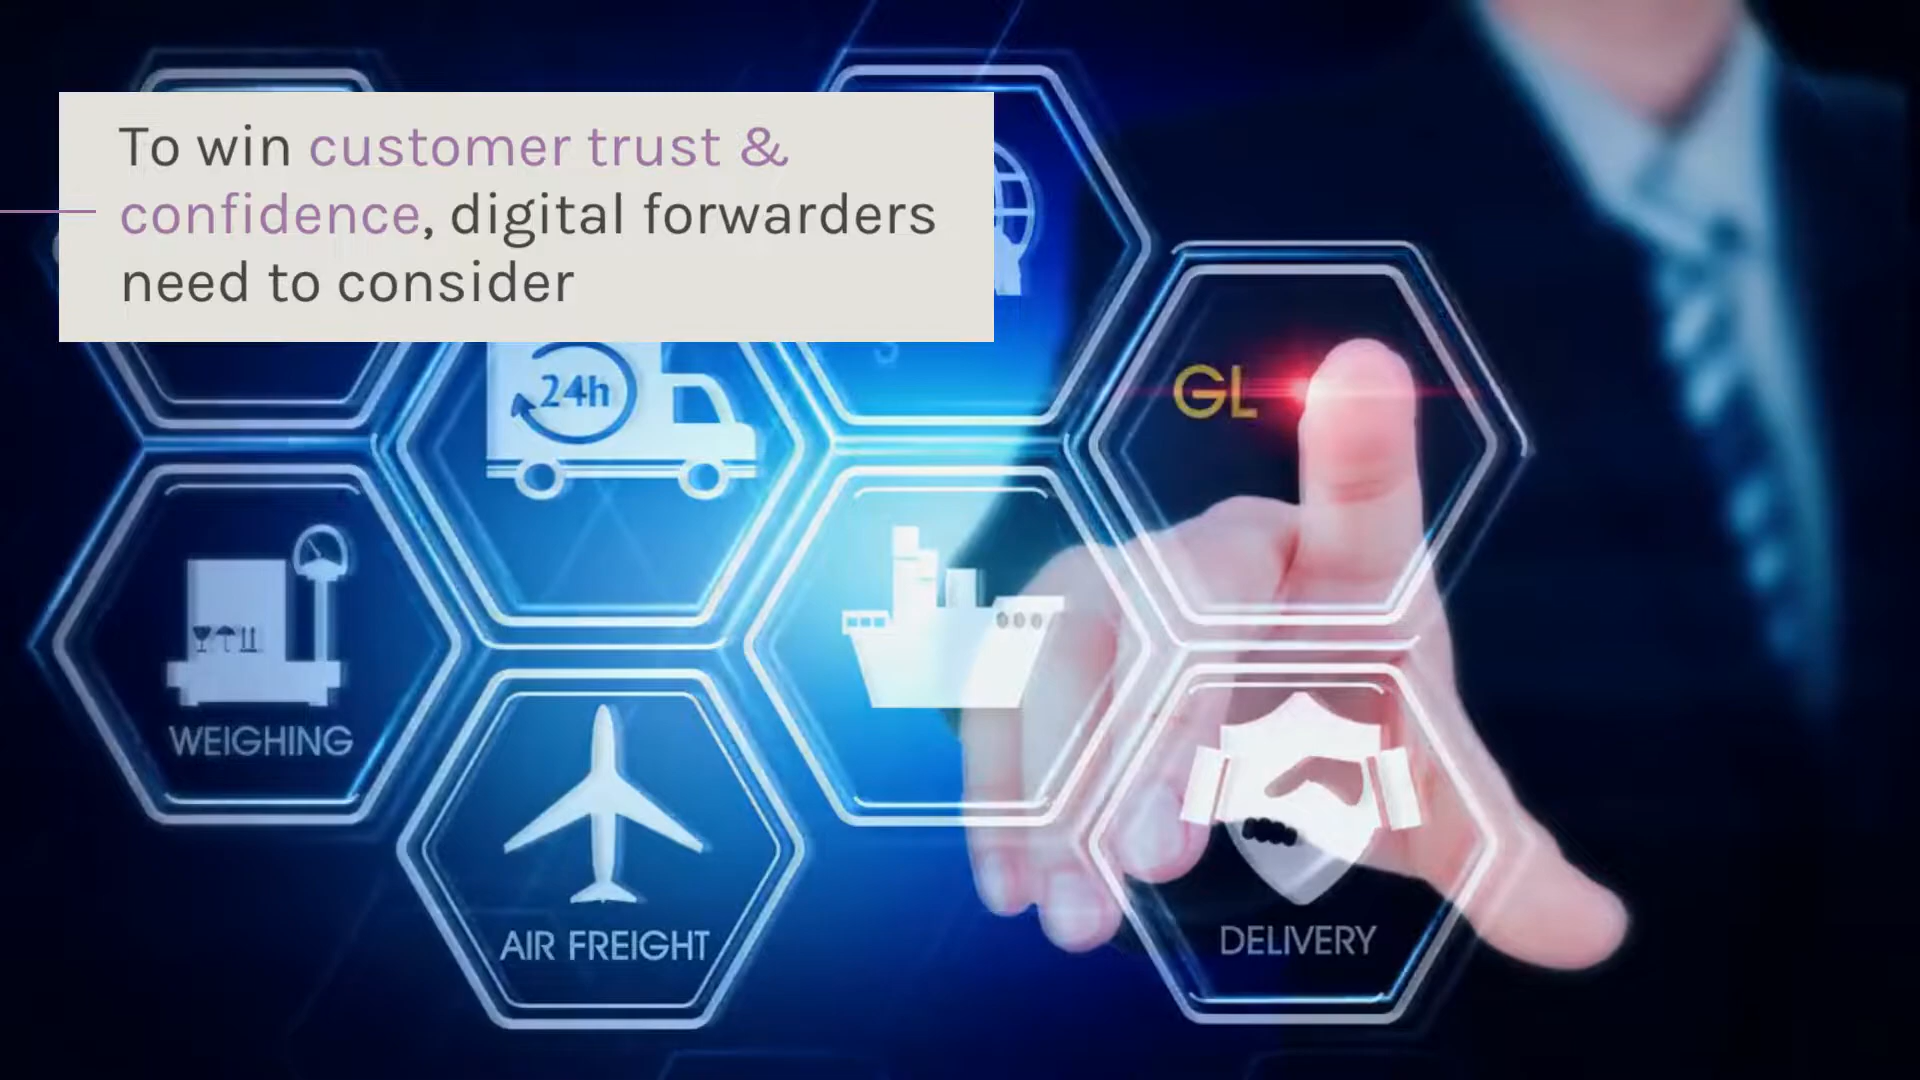 To win customer trust &
confidence, digital forwarders
need to consider
24h
GL
WEIGHING
AIR FREIGHT
DELIVERY